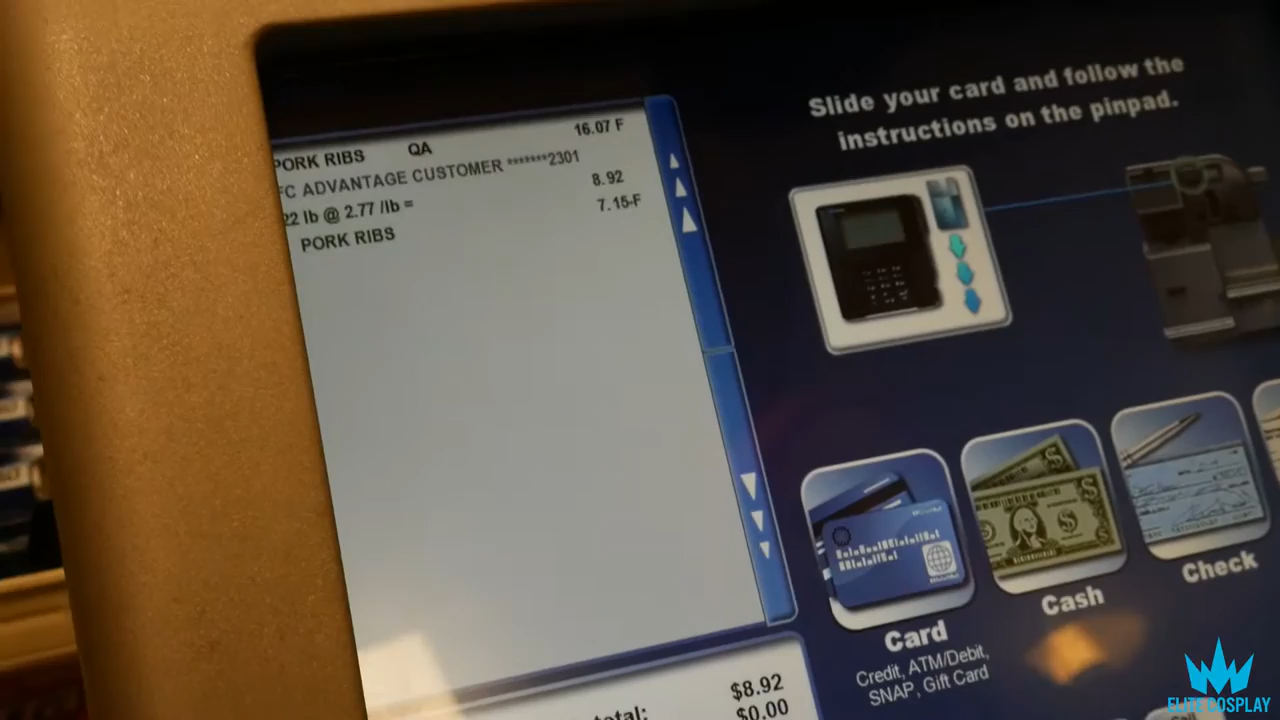 PORK RIBS QA 16.07 F
FC ADVANTAGE CUSTOMER *******2301
22 lb @ 2.77 /lb = 8.92
PORK RIBS 7.15-F
$8.92
total: $0.00
Slide your card and follow the
instructions on the pinpad.
Card
Credit, ATM/Debit,
SNAP, Gift Card
Cash
Check
ELITE COSPLAY